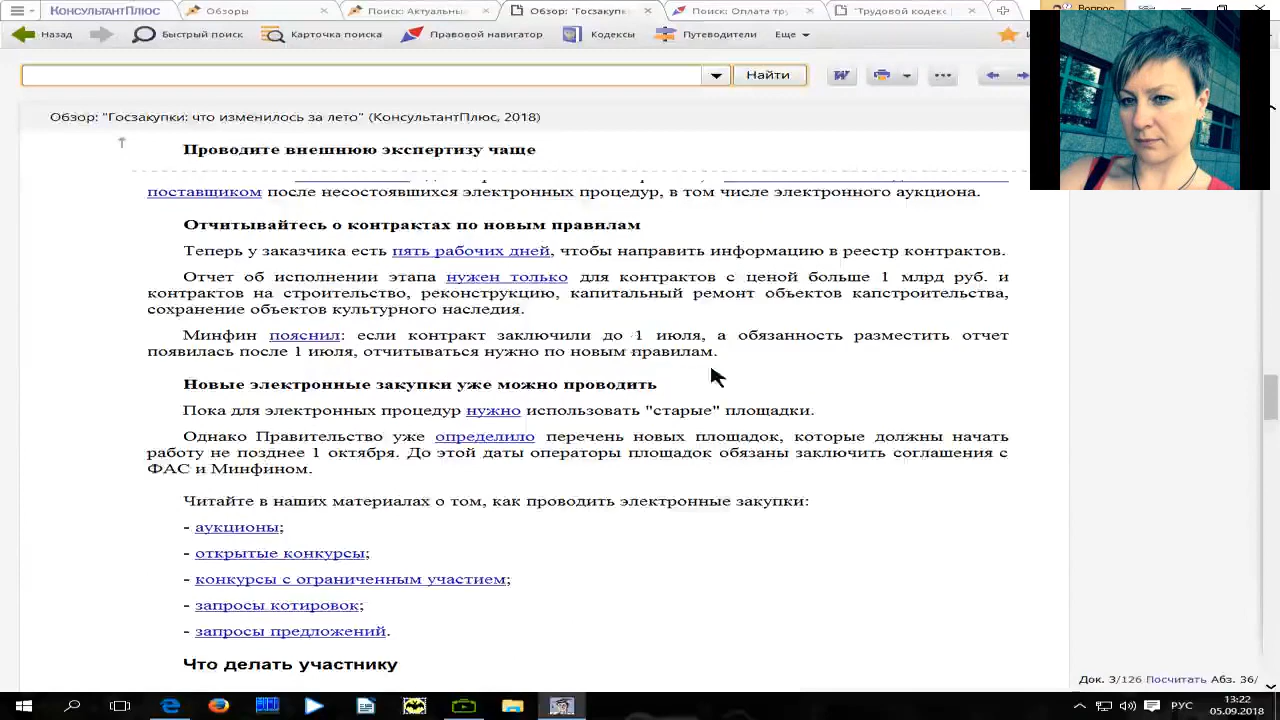 КОНСУЛЬТАНТПЛЮС
Обзоры
Поиск: Актуальны
Обзор: "Госзакупк
Поиск: Оплата тру
"Трудовой кодекс
Вопрос
Назад
Быстрый поиск
Карточка поиска
Правовой навигатор
Кодексы
Путеводители
Еще
Найти
Обзор: "Госзакупки: что изменилось за лето" (КонсультантПлюс, 2018)
Проводите внешнюю экспертизу чаще
поставщиком после несостоявшихся электронных процедур, в том числе электронного аукциона.
Отчитывайтесь о контрактах по новым правилам
Теперь у заказчика есть пять рабочих дней, чтобы направить информацию в реестр контрактов.
Отчет об исполнении этапа нужен только для контрактов с ценой больше 1 млрд руб. и
контрактов на строительство, реконструкцию, капитальный ремонт объектов капстроительства,
сохранение объектов культурного наследия.
Минфин пояснил: если контракт заключили до 1 июля, а обязанность разместить отчет
появилась после 1 июля, отчитываться нужно по новым правилам.
Новые электронные закупки уже можно проводить
Пока для электронных процедур нужно использовать "старые" площадки.
Однако Правительство уже определило перечень новых площадок, которые должны начать
работу не позднее 1 октября. До этой даты операторы площадок обязаны заключить соглашения с
ФАС и Минфином.
Читайте в наших материалах о том, как проводить электронные закупки:
- аукционы;
- открытые конкурсы;
- конкурсы с ограниченным участием;
- запросы котировок;
- запросы предложений.
Что делать участнику
Док. 3/126 Посчитать Абз. 36/
РУС
13:22
05.09.2018